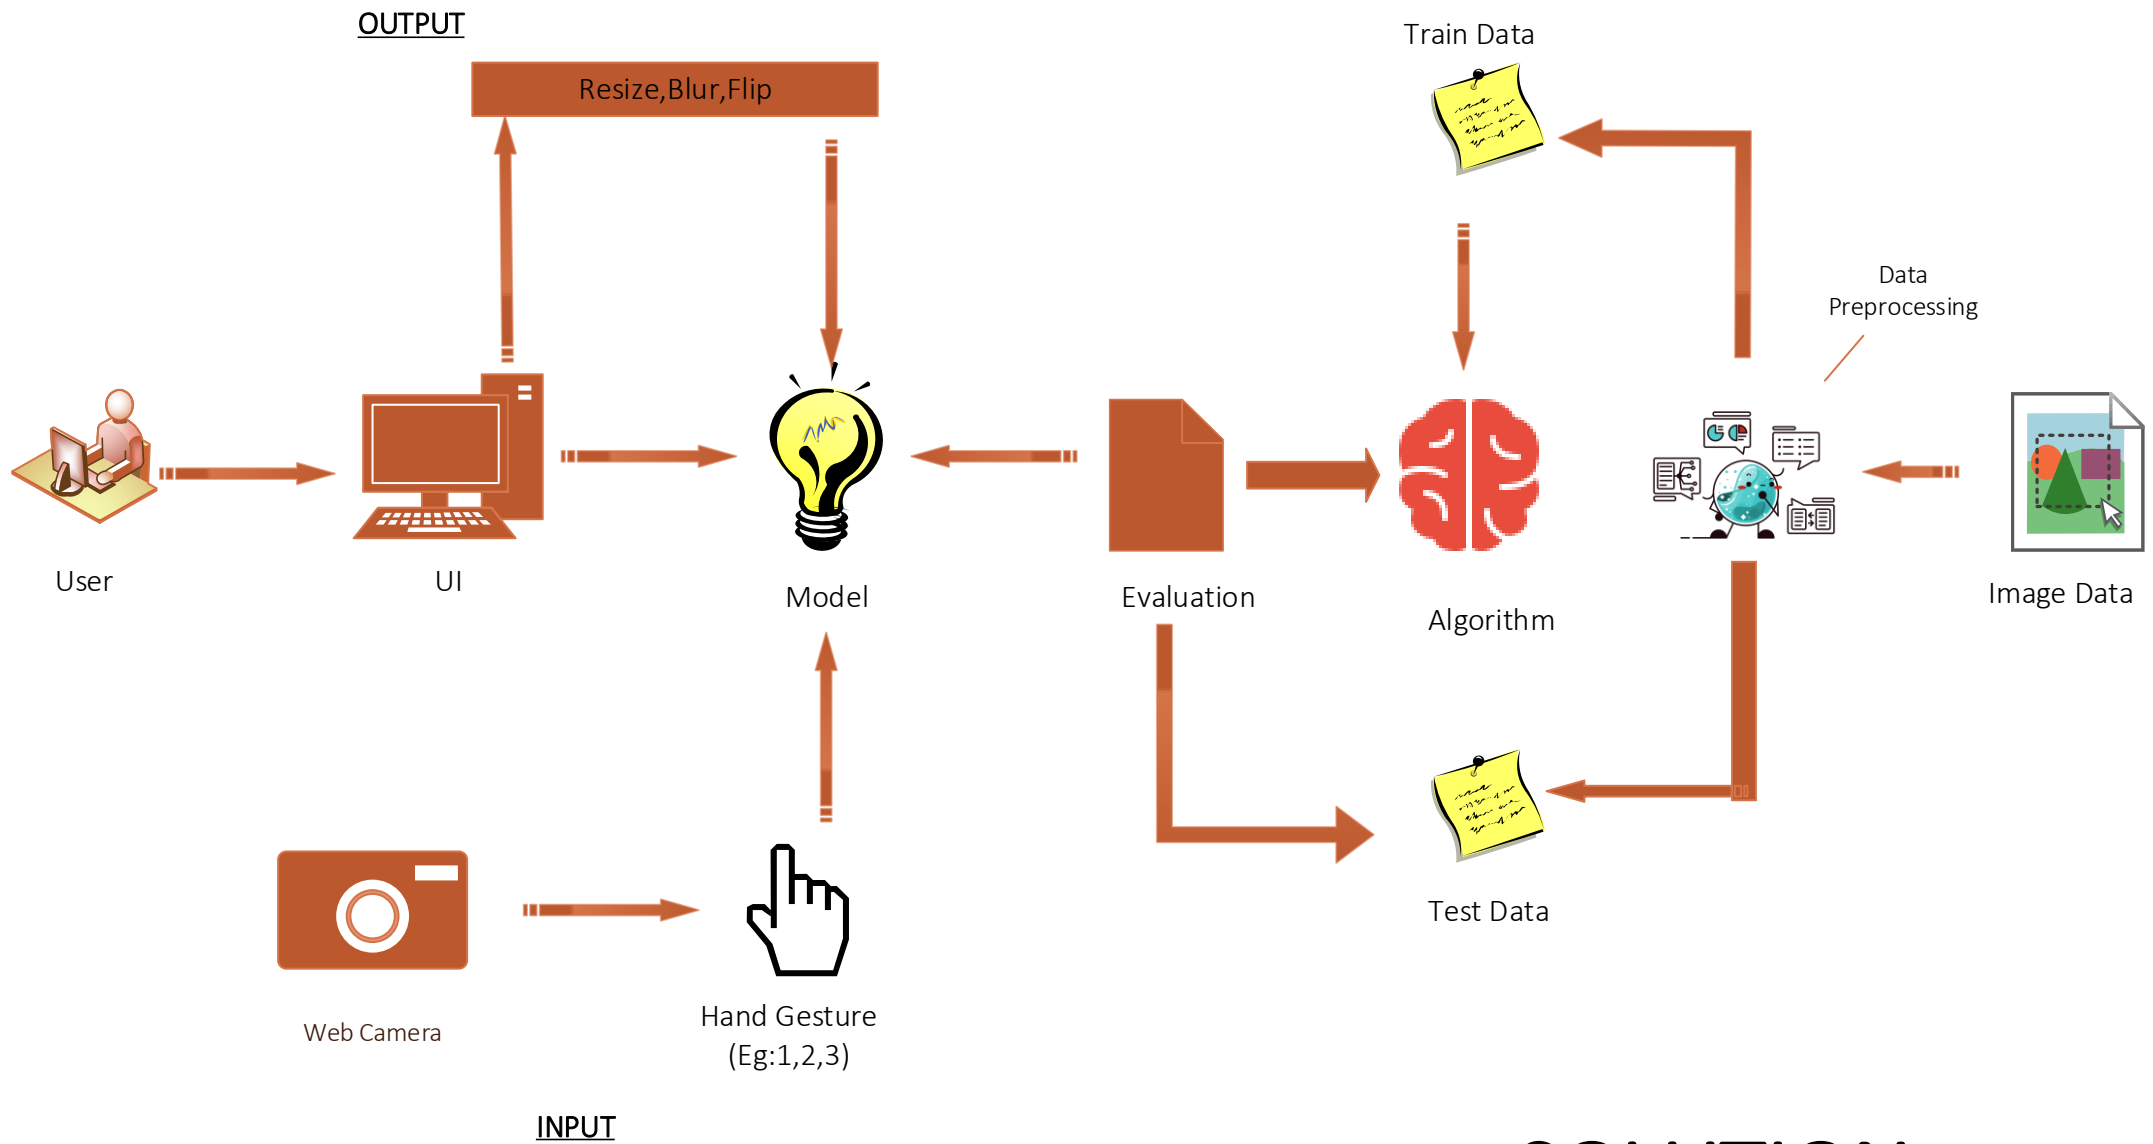 OUTPUT
Train Data
Resize,Blur,Flip
Data
Preprocessing
User
UI
Model
Evaluation
Algorithm
Image Data
Test Data
Web Camera
Hand Gesture
(Eg:1,2,3)
INPUT